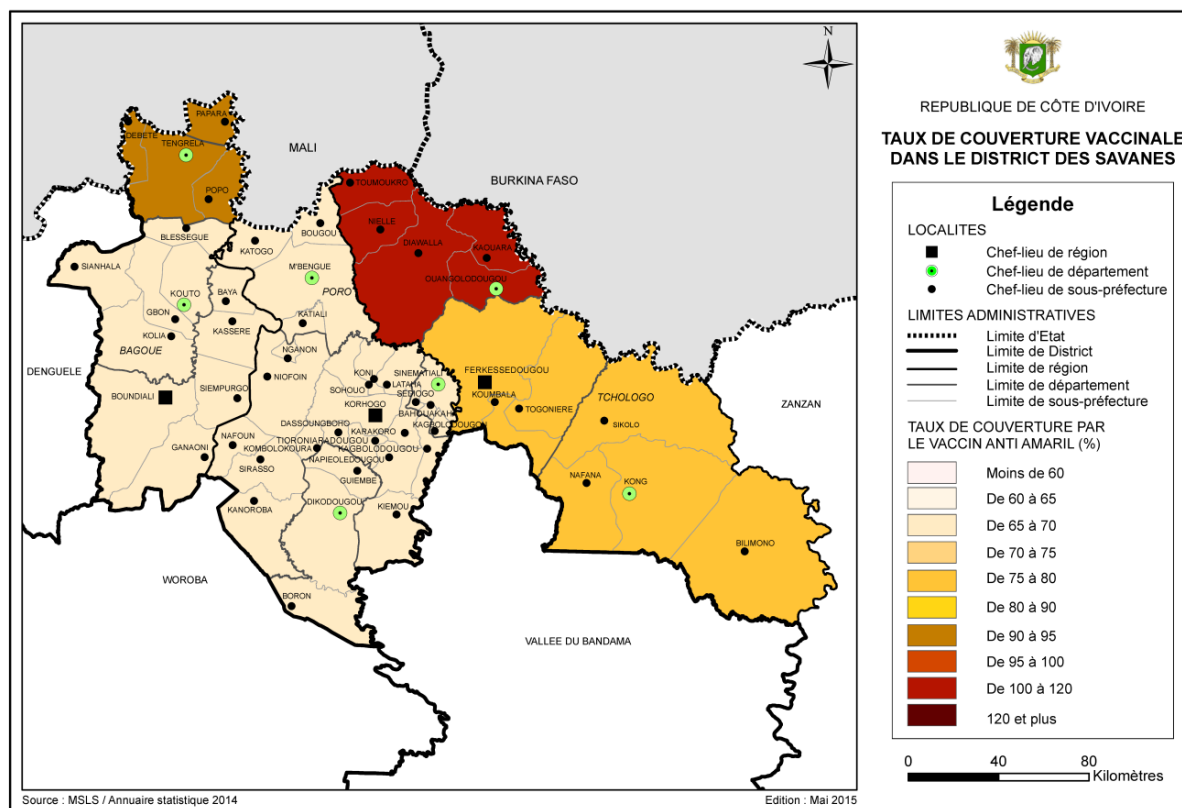 N
PAPARA
DEBETE
TENGRELA
MALI
POPO
BURKINA FASO
TOUMOUKRO
BLESSEGUE
BOUGOU
NIELLE
KATOGO
DIAWALLA
KAOUARA
SIANHALA
M'BENGUE
OUANGOLODOUGOU
PORO
KOUTO
BAYA
GBON
KASSERE
KATIALI
KOLIA
BAGOUE
NGANON
DENGUELE
NIOFOIN
KONI
SINEMATIALI
FERKESSEDOUGOU
SOHOUO
LATAHA
SIEMPURGO
SEDIOGO
KOUMBALA
TCHOLOGO
ZANZAN
BOUNDIALI
KORHOGO
BAHOUAKAHA
TOGONIERE
DASSOUNGBOHO
KARAKORO
KAGBOLODOUGOU
SIKOLO
NAFOUN
TIORONIARADOUGOU
GANAONI
KOMBOLOKOURA
KAGBOLODOUGOU
SIRASSO
NAPIEOLEDOUGOU
GUIEMBE
NAFANA
KONG
KANOROBA
DIKODOUGOU
KIEMOU
BILIMONO
WOROBA
BORON
VALLEE DU BANDAMA
Source : MSLS / Annuaire statistique 2014
Edition : Mai 2015
REPUBLIQUE DE CÔTE D'IVOIRE
TAUX DE COUVERTURE VACCINALE
DANS LE DISTRICT DES SAVANES
Légende
LOCALITES
Chef-lieu de région
Chef-lieu de département
Chef-lieu de sous-préfecture
LIMITES ADMINISTRATIVES
Limite d'Etat
Limite de District
Limite de région
Limite de département
Limite de sous-préfecture
TAUX DE COUVERTURE PAR
LE VACCIN ANTI AMARIL (%)
Moins de 60
De 60 à 65
De 65 à 70
De 70 à 75
De 75 à 80
De 80 à 90
De 90 à 95
De 95 à 100
De 100 à 120
120 et plus
0 40 80
Kilomètres